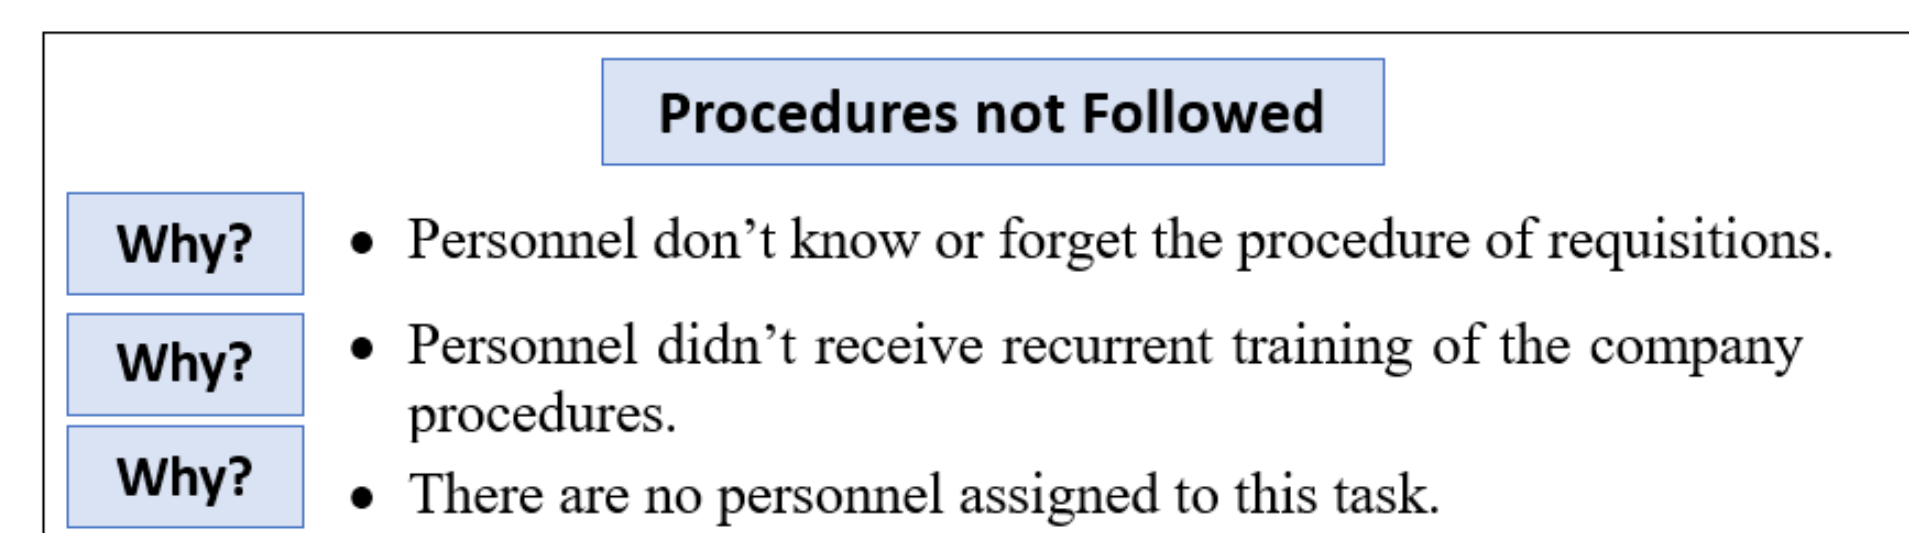 Procedures not Followed
Why?
● Personnel don’t know or forget the procedure of requisitions.
Why?
● Personnel didn’t receive recurrent training of the company
procedures.
Why?
● There are no personnel assigned to this task.